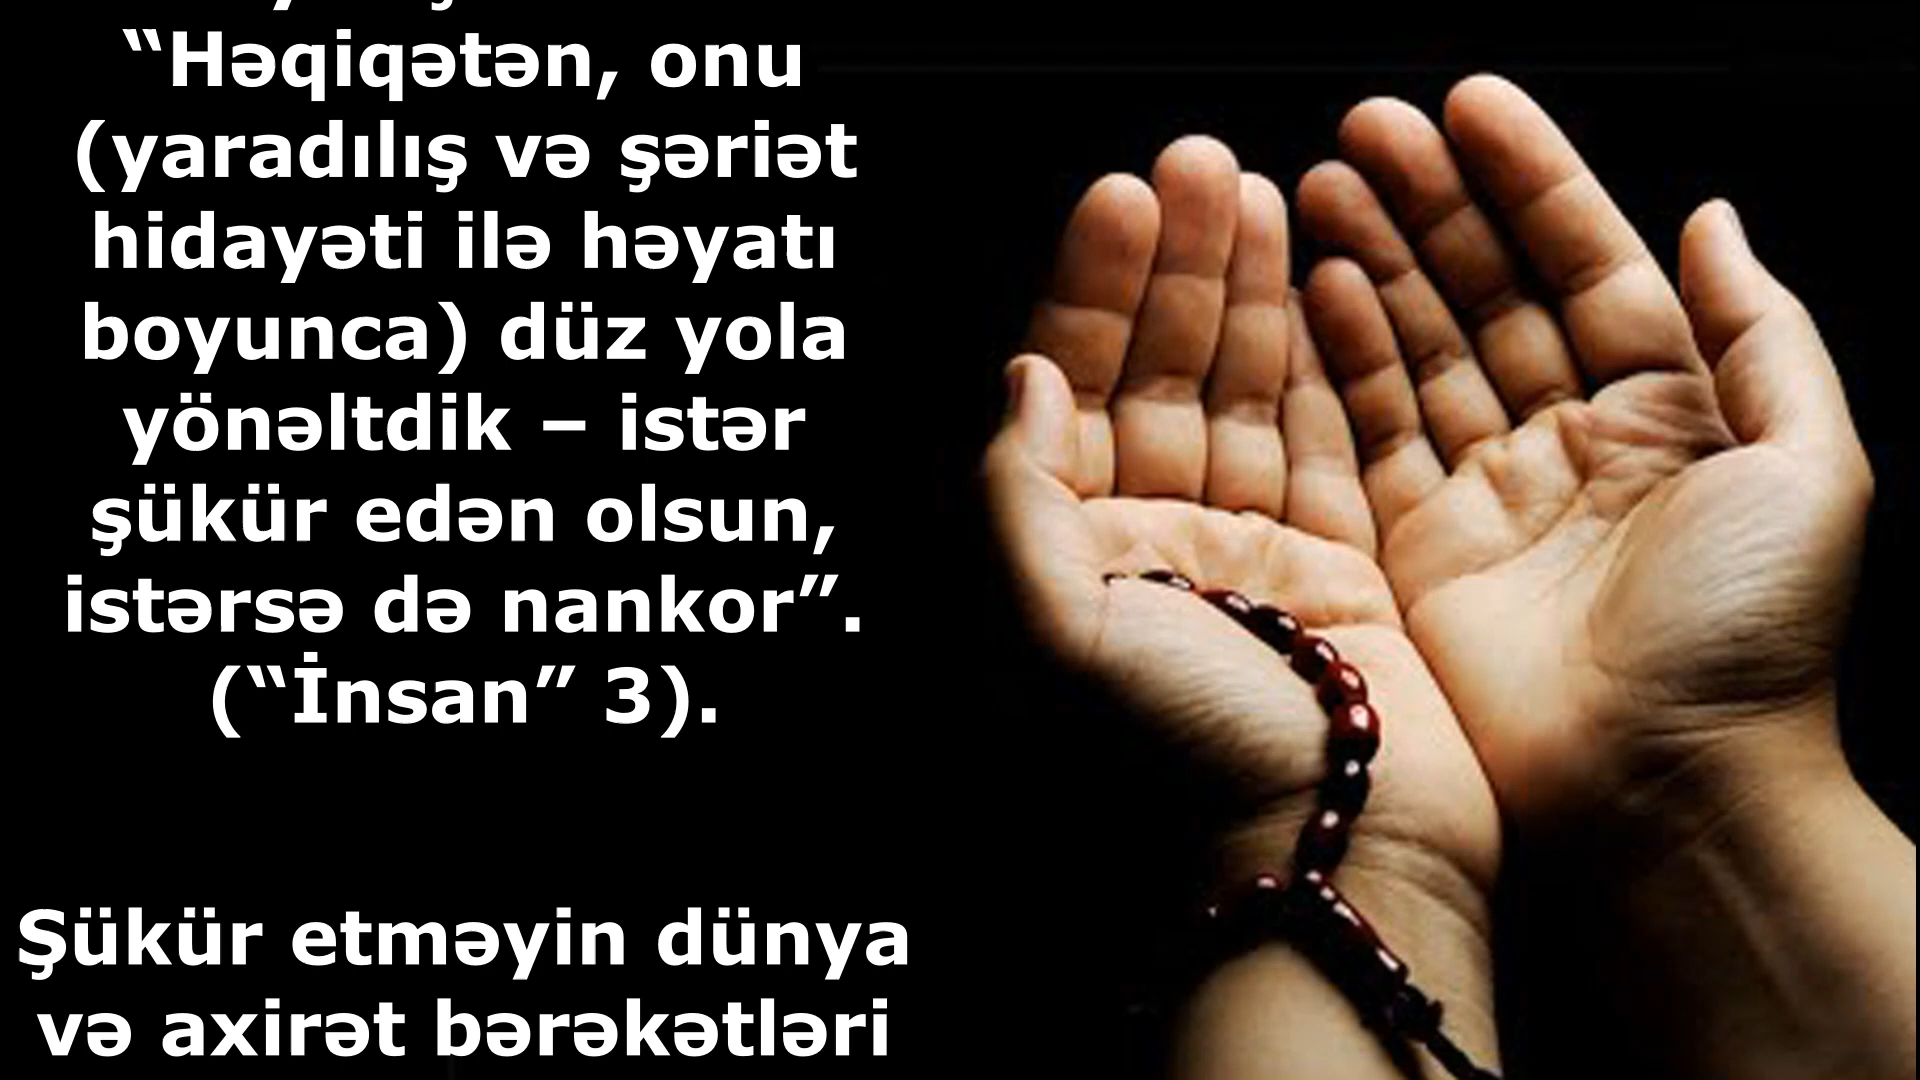 “Həqiqətən, onu
(yaradılış və şəriət
hidayəti ilə həyatı
boyunca) düz yola
yönəltdik – istər
şükür edən olsun,
istərsə də nankor”.
(“İnsan” 3).
Şükür etməyin dünya
və axirət bərəkətləri